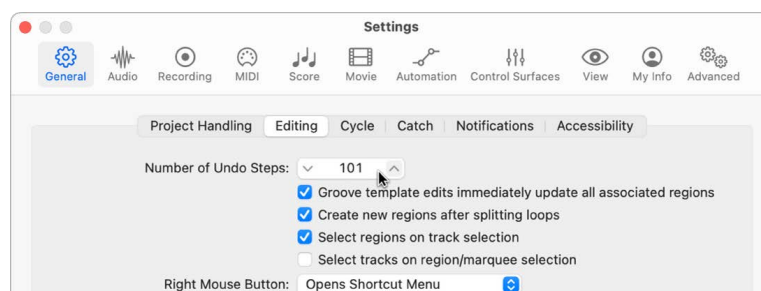 Settings
General Audio Recording MIDI Score Movie Automation Control Surfaces View My Info Advanced
Project Handling Editing Cycle Catch Notifications Accessibility
Number of Undo Steps: 101
Groove template edits immediately update all associated regions
Create new regions after splitting loops
Select regions on track selection
Select tracks on region/marquee selection
Right Mouse Button: Opens Shortcut Menu